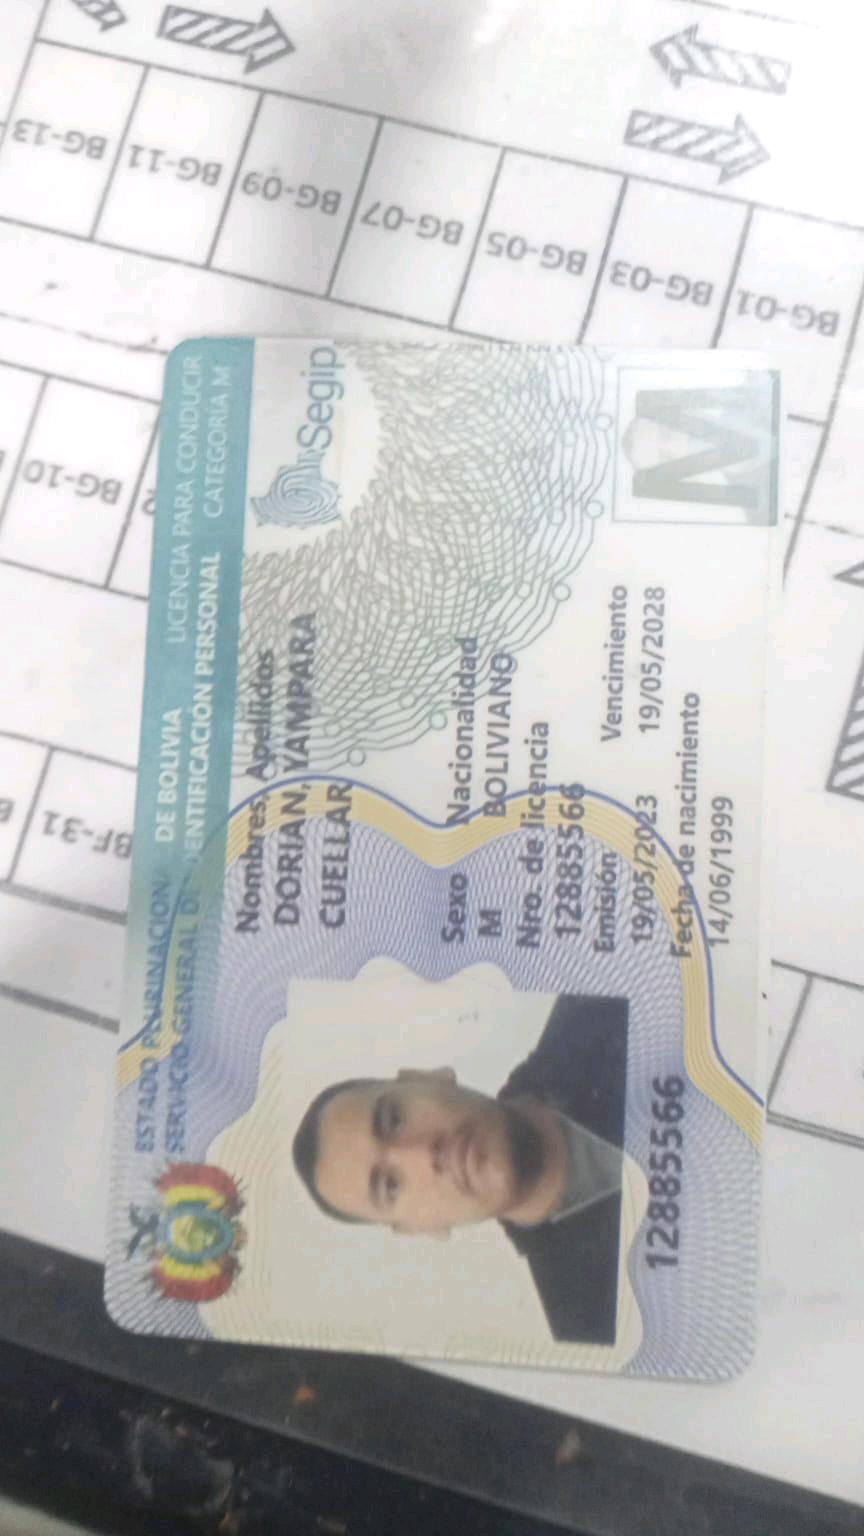 ESTADO PLURINACIONAL DE BOLIVIA LICENCIA PARA CONDUCIR
SERVICIO GENERAL DE IDENTIFICACIÓN PERSONAL CATEGORÍA M
Segip
Nombres, Apellidos
DORIAN, YAMPARA
CUELLAR
Sexo Nacionalidad
M BOLIVIANO
Nro. de licencia
12885566
Emisión Vencimiento
19/05/2023 19/05/2028
Fecha de nacimiento
14/06/1999
M
12885566
BG-01
BG-03
BG-05
BG-07
BG-09
BG-11
BG-13
BG-10
BF-31